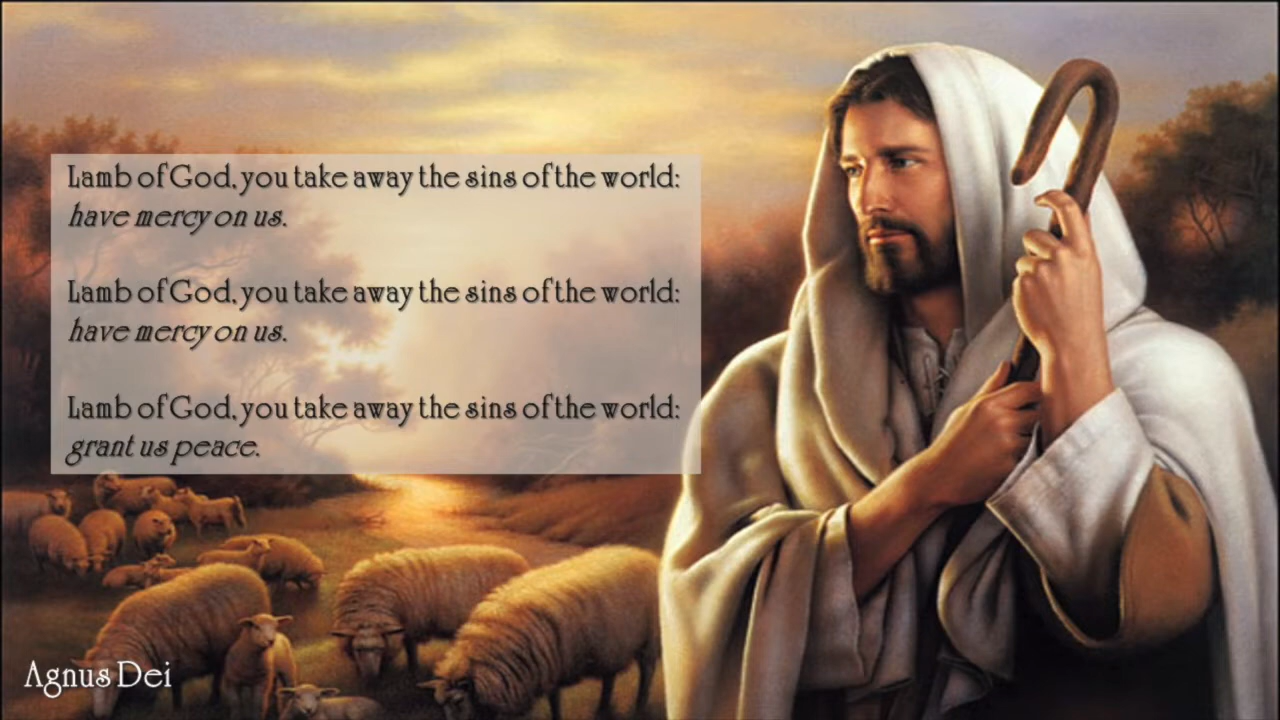 Lamb of God, you take away the sins of the world:
have mercy on us.
Lamb of God, you take away the sins of the world:
have mercy on us.
Lamb of God, you take away the sins of the world:
grant us peace.
Agnus Dei